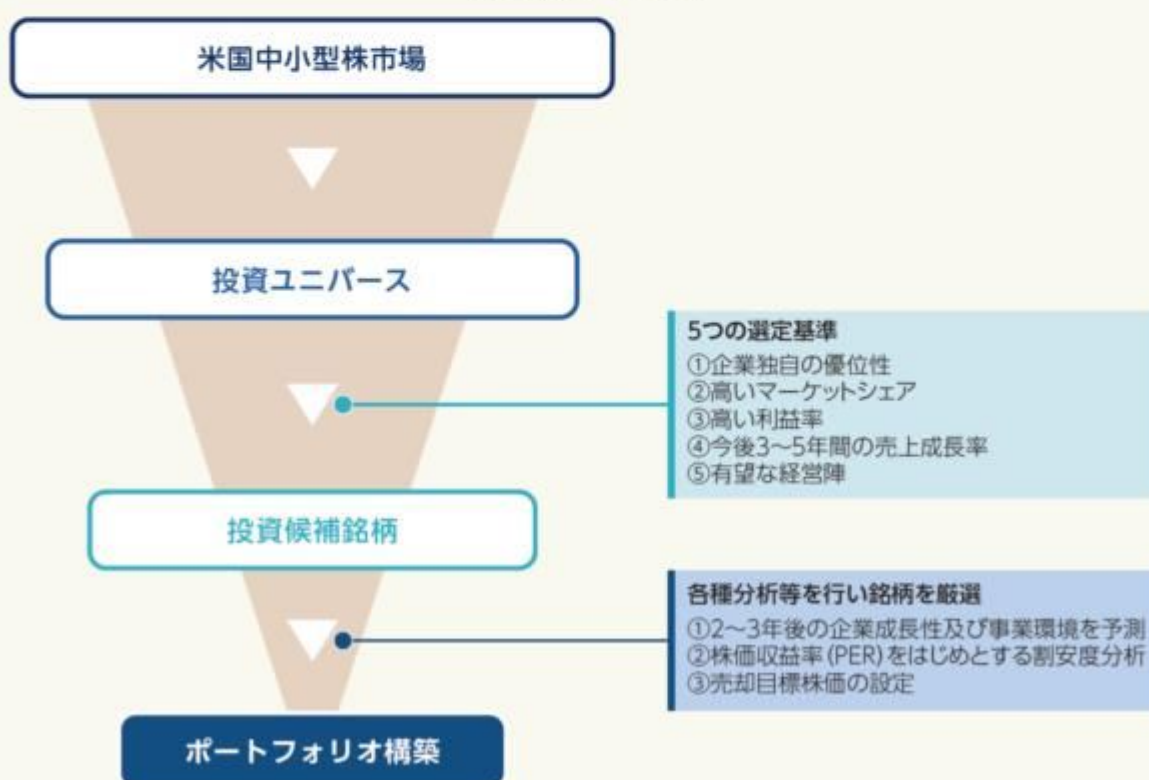 米国中小型株市場
投資ユニバース
5つの選定基準
①企業独自の優位性
②高いマーケットシェア
③高い利益率
④今後3～5年間の売上成長率
⑤有望な経営陣
投資候補銘柄
各種分析等を行い銘柄を厳選
①2～3年後の企業成長性及び事業環境を予測
②株価収益率(PER)をはじめとする割安度分析
③売却目標株価の設定
ポートフォリオ構築